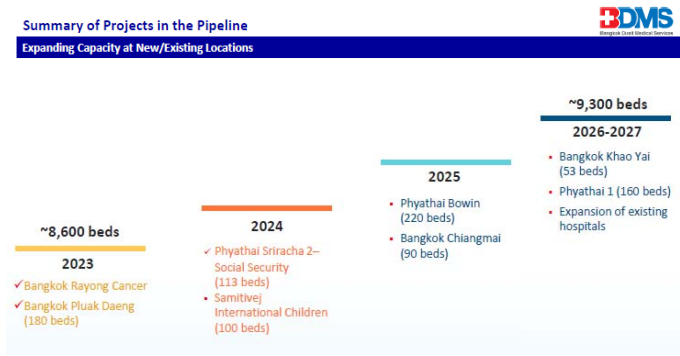 Summary of Projects in the Pipeline
BDMS
Bangkok Dusit Medical Services
Expanding Capacity at New/Existing Locations
~8,600 beds
2023
✓Bangkok Rayong Cancer
✓Bangkok Pluak Daeng
(180 beds)
2024
✓ Phyathai Sriracha 2–
Social Security
(113 beds)
▪ Samitivej
International Children
(100 beds)
2025
▪ Phyathai Bowin
(220 beds)
▪ Bangkok Chiangmai
(90 beds)
~9,300 beds
2026-2027
▪ Bangkok Khao Yai
(53 beds)
▪ Phyathai 1 (160 beds)
▪ Expansion of existing
hospitals